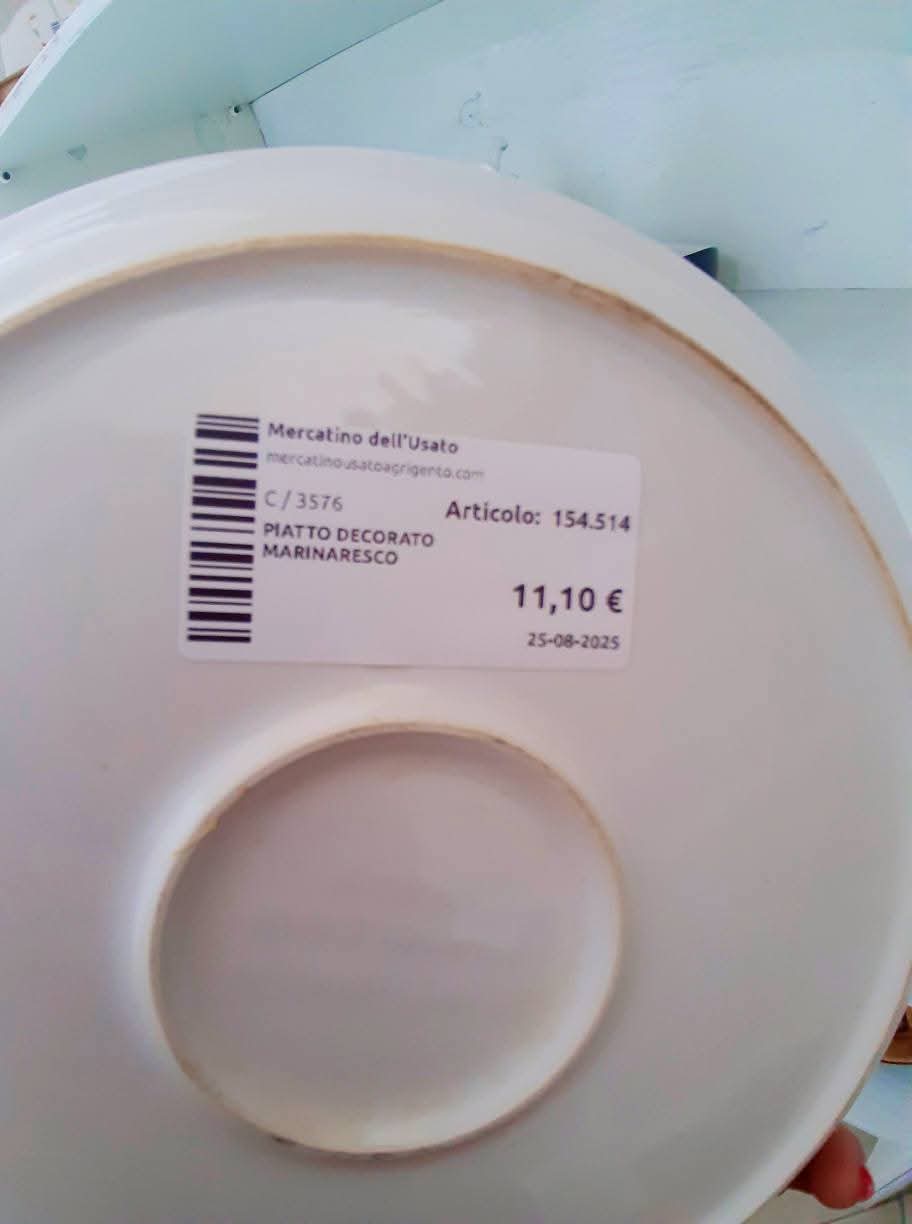 Mercatino dell'Usato
mercatinousatoagrigento.com
C / 3576
Articolo: 154.514
PIATTO DECORATO
MARINARESCO
11,10 €
25-08-2025